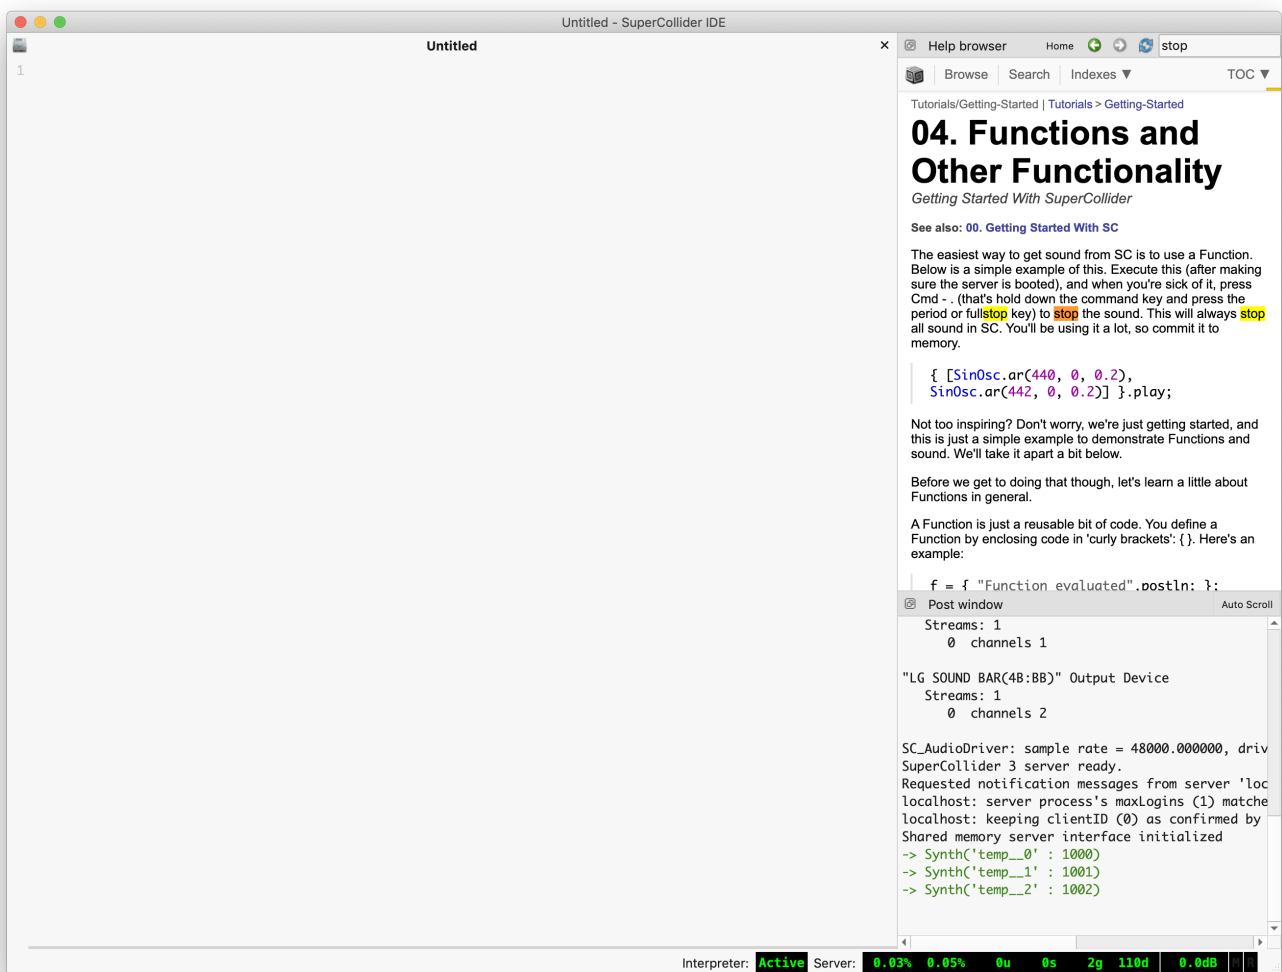 Untitled - SuperCollider IDE
Untitled
1
Help browser Home stop
Browse Search Indexes ▼ TOC ▼
Tutorials/Getting-Started | Tutorials > Getting-Started
04. Functions and
Other Functionality
Getting Started With SuperCollider
See also: 00. Getting Started With SC
The easiest way to get sound from SC is to use a Function.
Below is a simple example of this. Execute this (after making
sure the server is booted), and when you're sick of it, press
Cmd - . (that's hold down the command key and press the
period or fullstop key) to stop the sound. This will always stop
all sound in SC. You'll be using it a lot, so commit it to
memory.
{ [SinOsc.ar(440, 0, 0.2),
SinOsc.ar(442, 0, 0.2)] }.play;
Not too inspiring? Don't worry, we're just getting started, and
this is just a simple example to demonstrate Functions and
sound. We'll take it apart a bit below.
Before we get to doing that though, let's learn a little about
Functions in general.
A Function is just a reusable bit of code. You define a
Function by enclosing code in 'curly brackets': { }. Here's an
example:
f = { "Function evaluated".postln; };
Post window Auto Scroll
Streams: 1
0 channels 1
"LG SOUND BAR(4B:BB)" Output Device
Streams: 1
0 channels 2
SC_AudioDriver: sample rate = 48000.000000, driv
SuperCollider 3 server ready.
Requested notification messages from server 'loc
localhost: server process's maxLogins (1) matche
localhost: keeping clientID (0) as confirmed by
Shared memory server interface initialized
-> Synth('temp__0' : 1000)
-> Synth('temp__1' : 1001)
-> Synth('temp__2' : 1002)
Interpreter: Active Server: 0.03% 0.05% 0u 0s 2g 110d 0.0dB M R